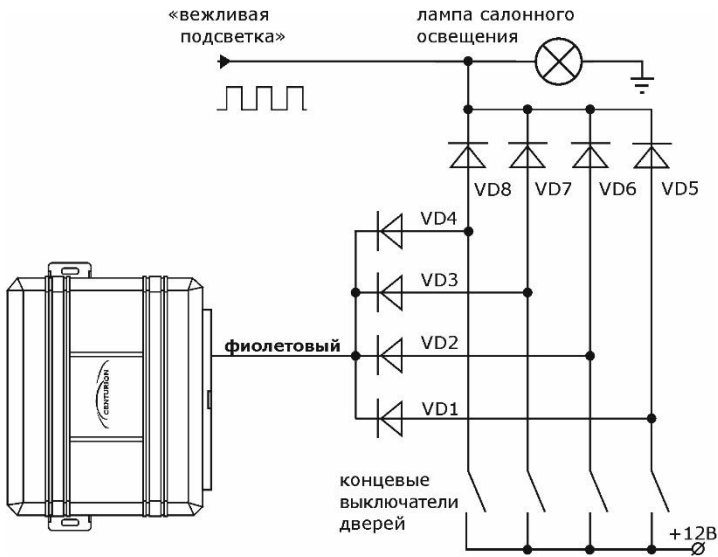 «вежливая
подсветка»
лампа салонного
освещения
VD8
VD7
VD6
VD5
VD4
VD3
фиолетовый
VD2
CENTURION
VD1
концевые
выключатели
дверей
+12В